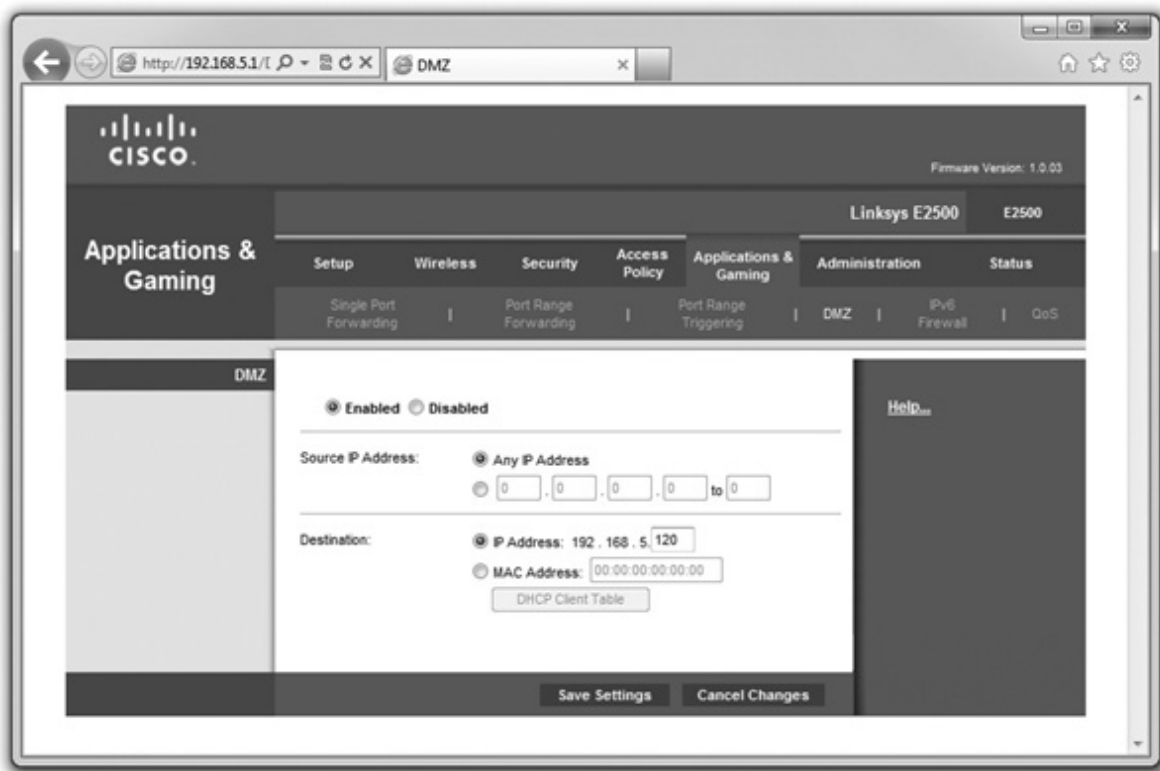 http://192.168.5.1/
DMZ
CISCO.
Firmware Version: 1.0.03
Linksys E2500 E2500
Applications & Gaming
Setup Wireless Security Access Policy Applications & Gaming Administration Status
Single Port Forwarding | Port Range Forwarding | Port Range Triggering | DMZ | IPv6 Firewall | QoS
DMZ
Enabled Disabled
Help...
Source IP Address: Any IP Address
0 . 0 . 0 . 0 to 0
Destination: IP Address: 192 . 168 . 5. 120
MAC Address: 00:00:00:00:00:00
DHCP Client Table
Save Settings Cancel Changes